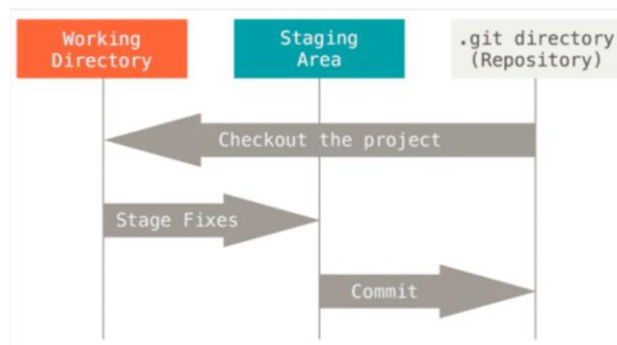 Working
Directory
Staging
Area
.git directory
(Repository)
Checkout the project
Stage Fixes
Commit